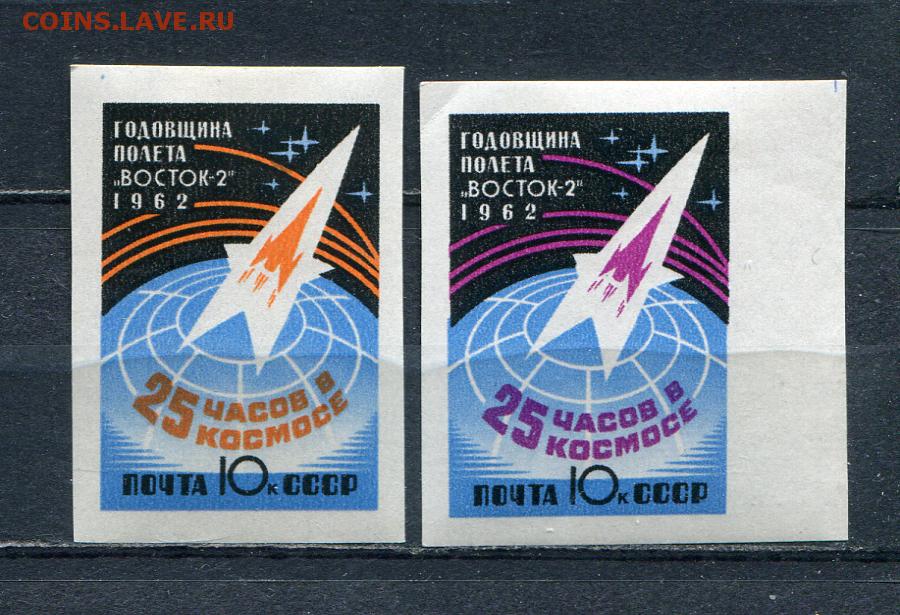 COINS.LAVE.RU
ГОДОВЩИНА
ПОЛЕТА
„ВОСТОК-2"
1962
25 ЧАСОВ В
КОСМОСЕ
ПОЧТА 10К СССР
ГОДОВЩИНА
ПОЛЕТА
„ВОСТОК-2"
1962
25 ЧАСОВ В
КОСМОСЕ
ПОЧТА 10К СССР